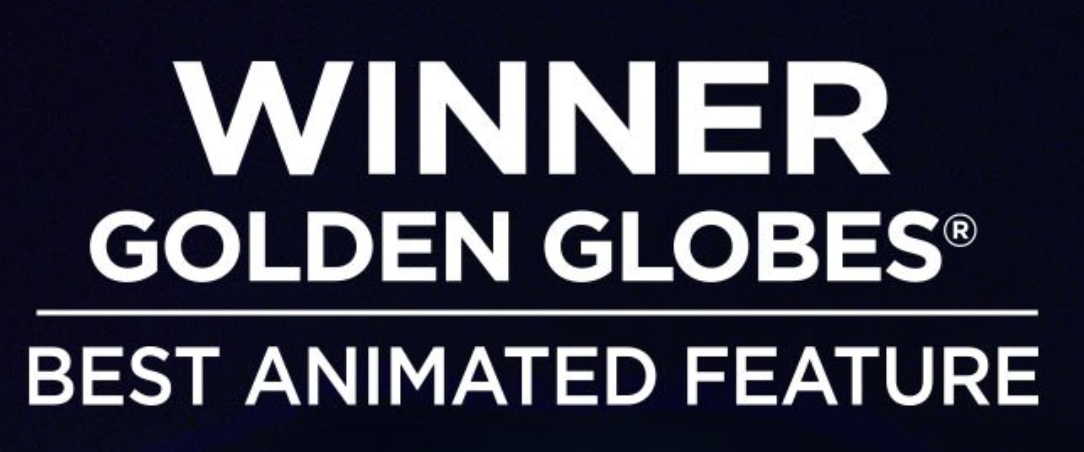 WINNER
GOLDEN GLOBES®
BEST ANIMATED FEATURE